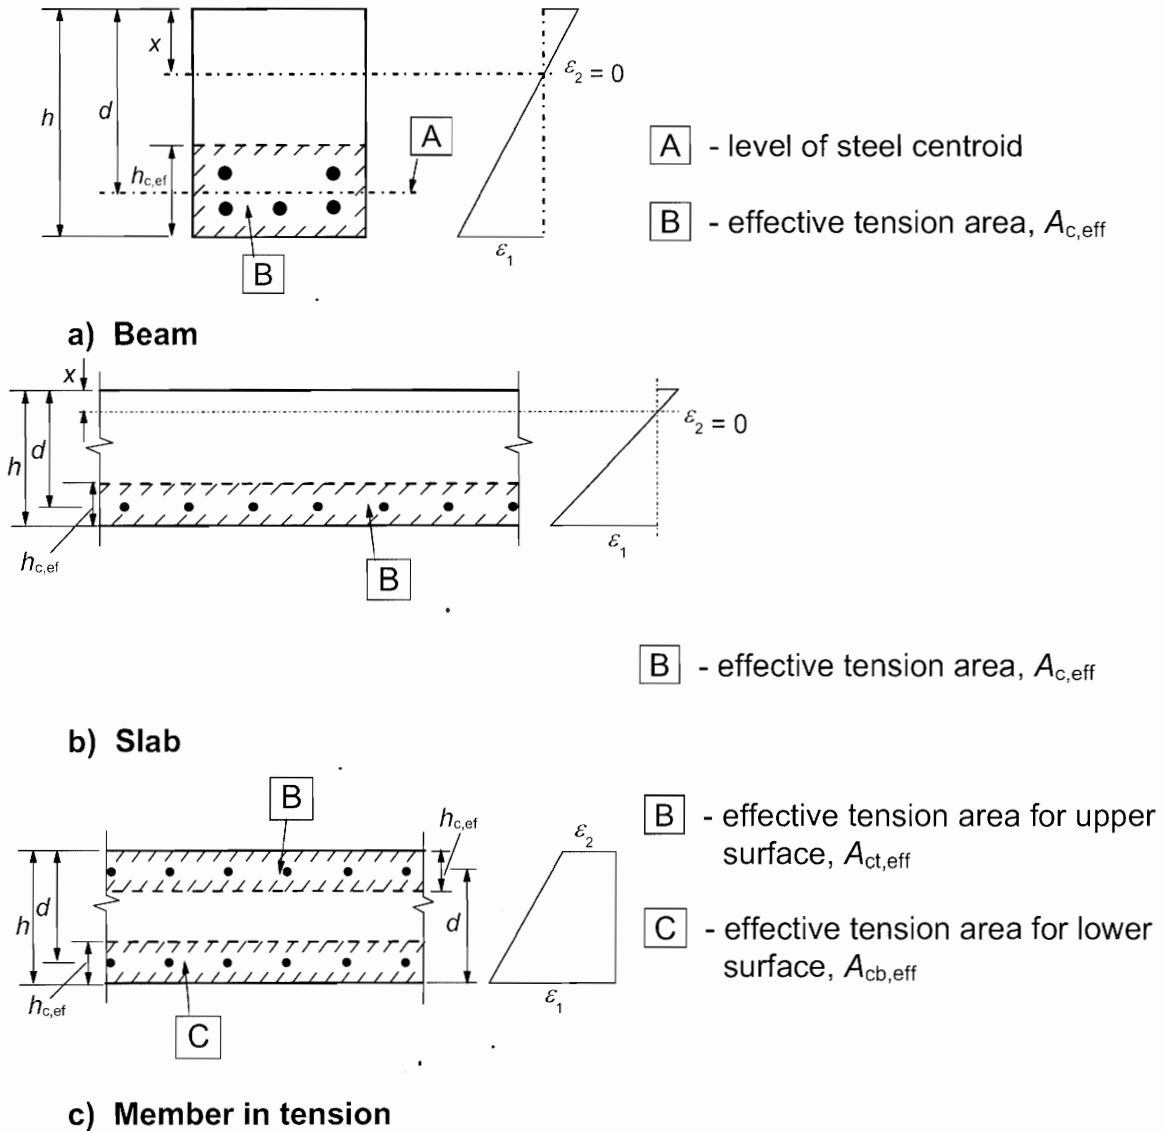 x
ε2 = 0
h
d
A
hc,ef
B
ε1
A - level of steel centroid
B - effective tension area, Ac,eff
a) Beam
x
ε2 = 0
h
d
hc,ef
B
ε1
B - effective tension area, Ac,eff
b) Slab
B
hc,ef
ε2
h
d
d
hc,ef
C
ε1
B - effective tension area for upper
surface, Act,eff
C - effective tension area for lower
surface, Acb,eff
c) Member in tension